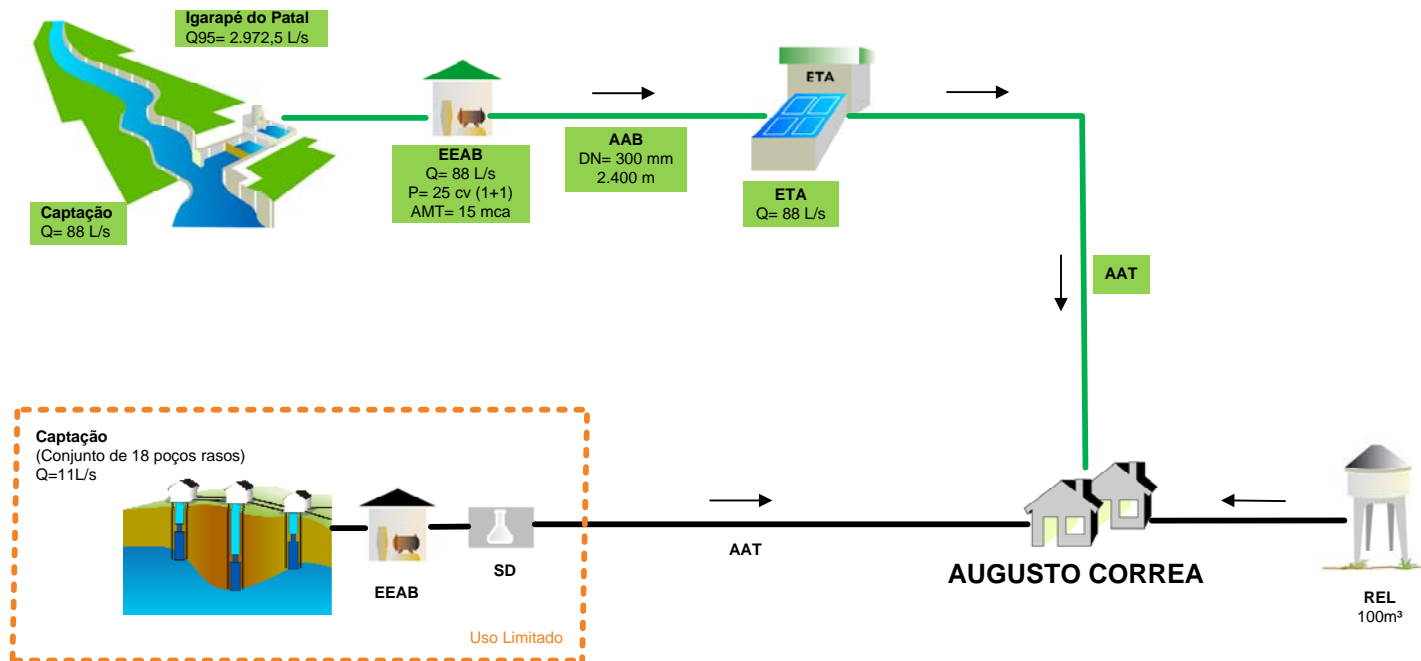 Igarapé do Patal
Q95= 2.972,5 L/s
Captação
Q= 88 L/s
EEAB
Q= 88 L/s
P= 25 cv (1+1)
AMT= 15 mca
AAB
DN= 300 mm
2.400 m
ETA
ETA
Q= 88 L/s
AAT
Captação
(Conjunto de 18 poços rasos)
Q=11L/s
EEAB
SD
Uso Limitado
AAT
AUGUSTO CORREA
REL
100m³